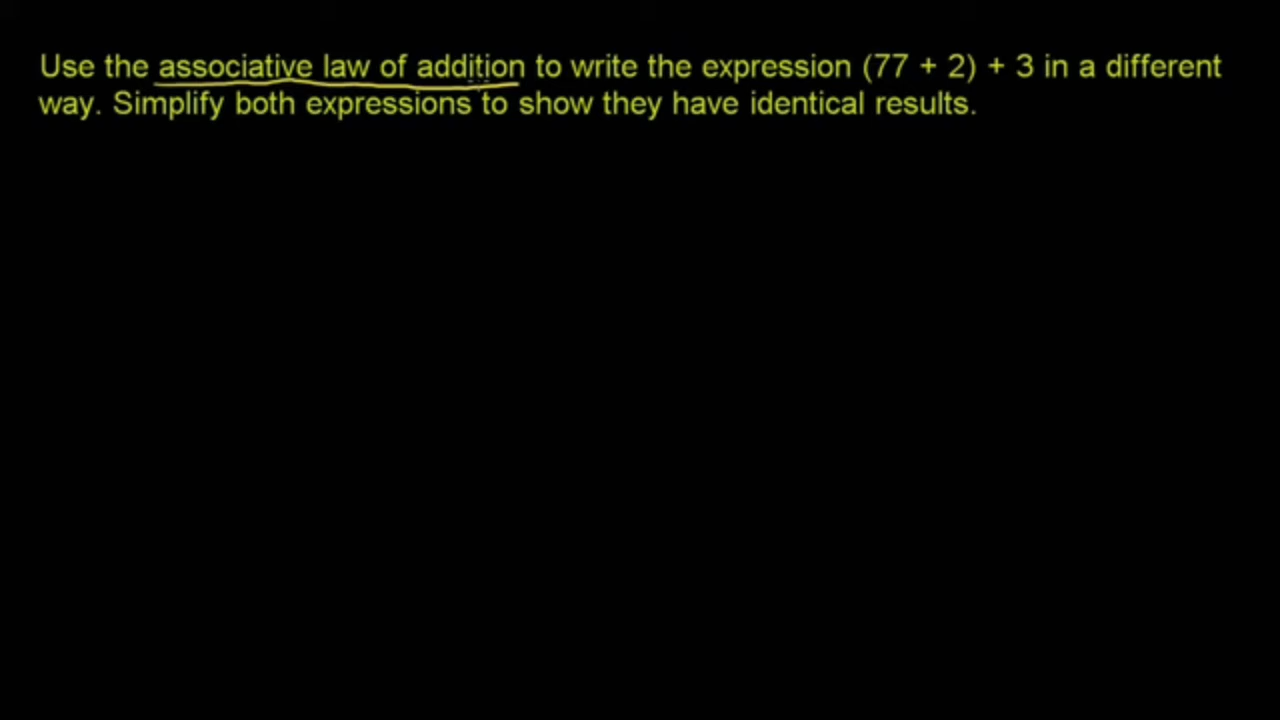 Use the associative law of addition to write the expression (77 + 2) + 3 in a different
way. Simplify both expressions to show they have identical results.